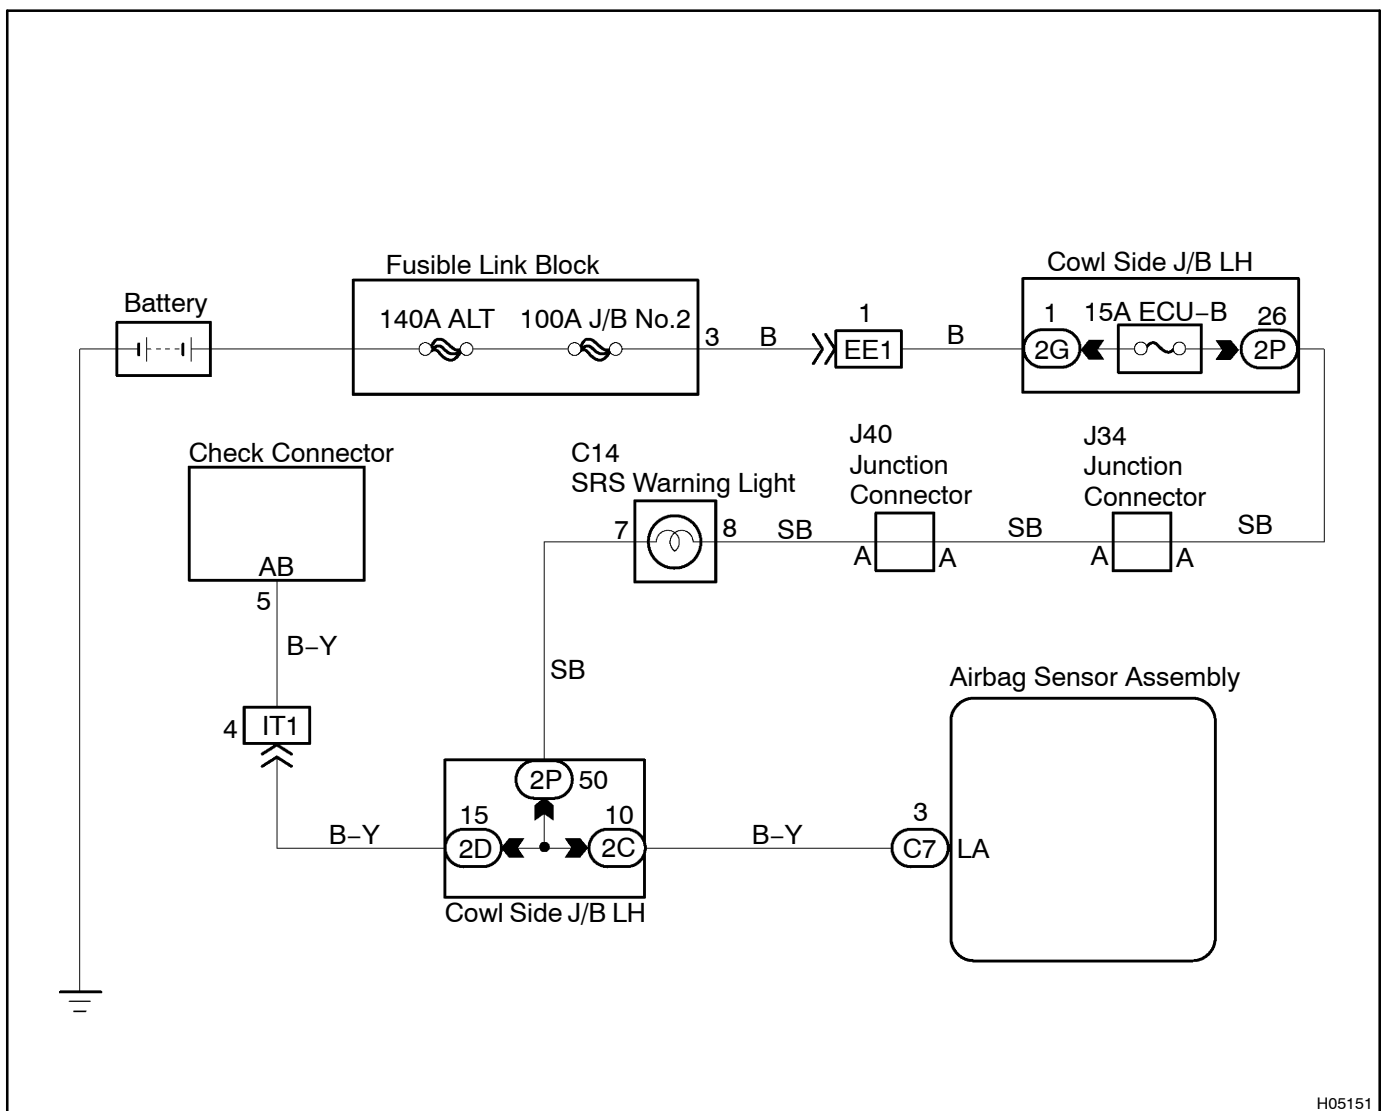 Fusible Link Block
Cowl Side J/B LH
Battery
140A ALT
100A J/B No.2
3
B
1
EE1
B
1
15A ECU−B
26
2G
2P
Check Connector
C14
SRS Warning Light
J40
Junction
Connector
J34
Junction
Connector
7
8
SB
A
A
SB
A
A
SB
AB
5
B−Y
SB
Airbag Sensor Assembly
4
IT1
2P
50
15
10
3
B−Y
2D
2C
B−Y
C7
LA
Cowl Side J/B LH
H05151